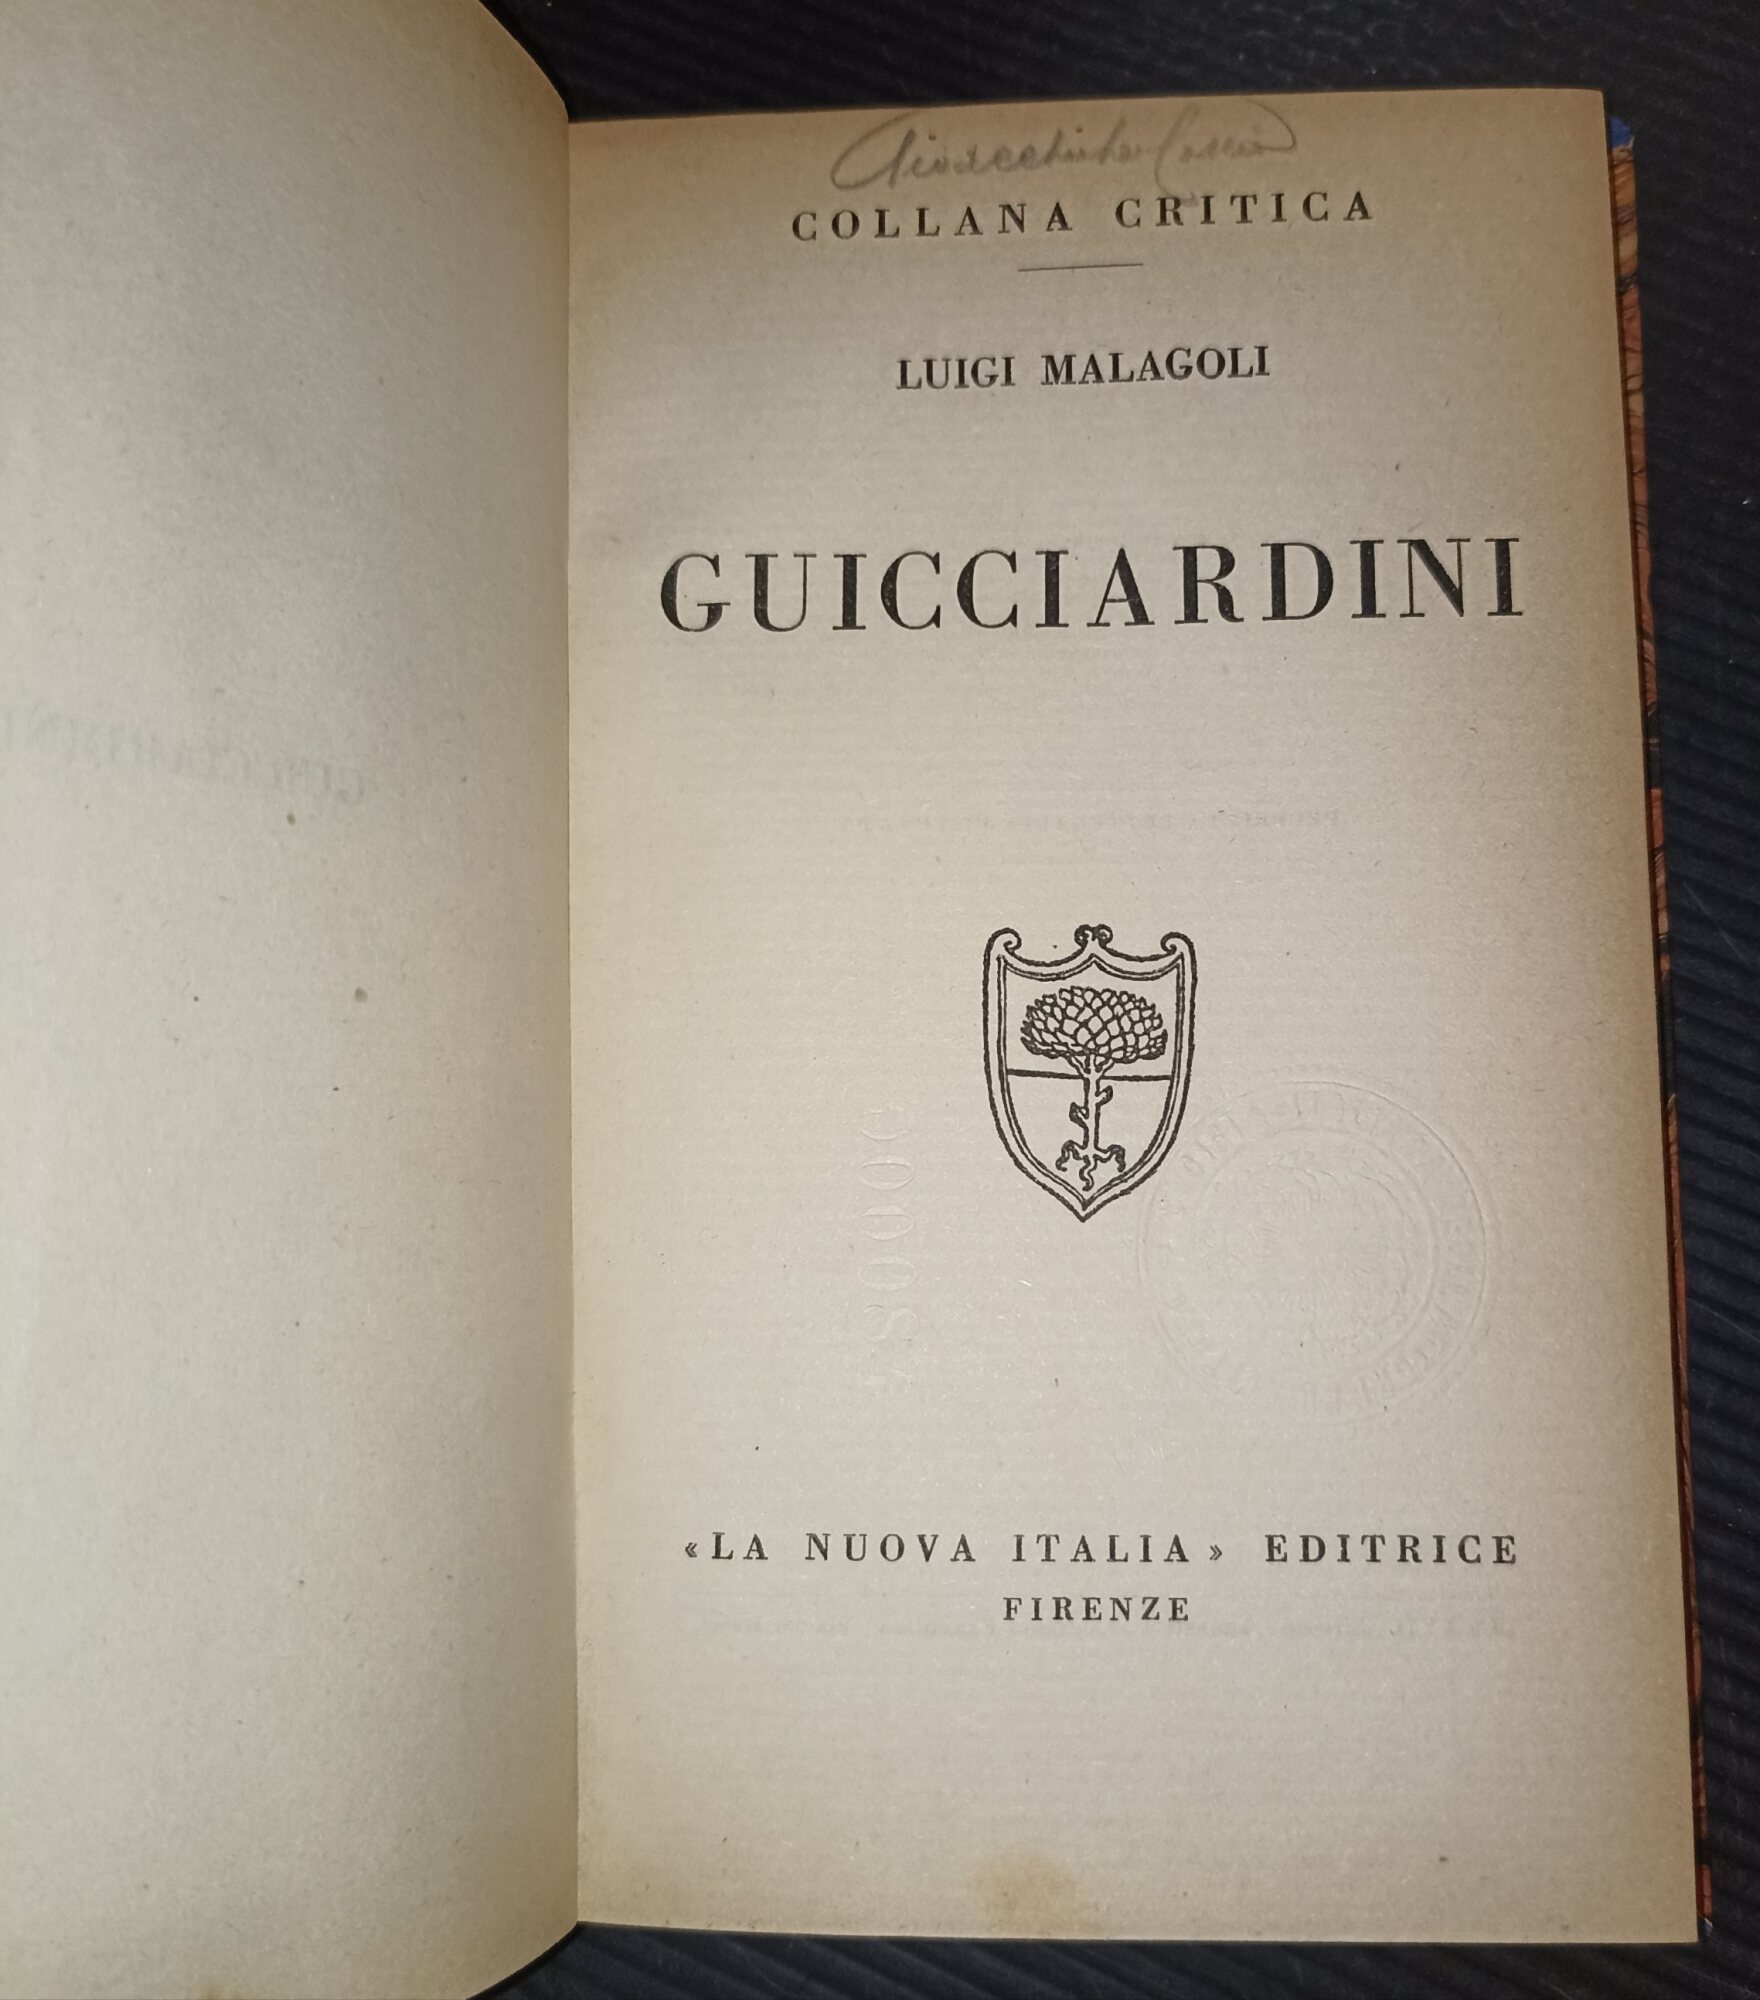 COLLANA CRITICA
LUIGI MALAGOLI
GUICCIARDINI
«LA NUOVA ITALIA» EDITRICE
FIRENZE